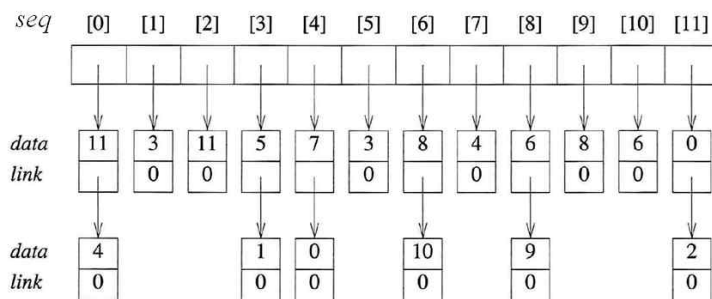 seq [0] [1] [2] [3] [4] [5] [6] [7] [8] [9] [10] [11]
data 11 3 11 5 7 3 8 4 6 8 6 0
link 0 0 0 0 0 0
data 4 1 0 10 9 2
link 0 0 0 0 0 0